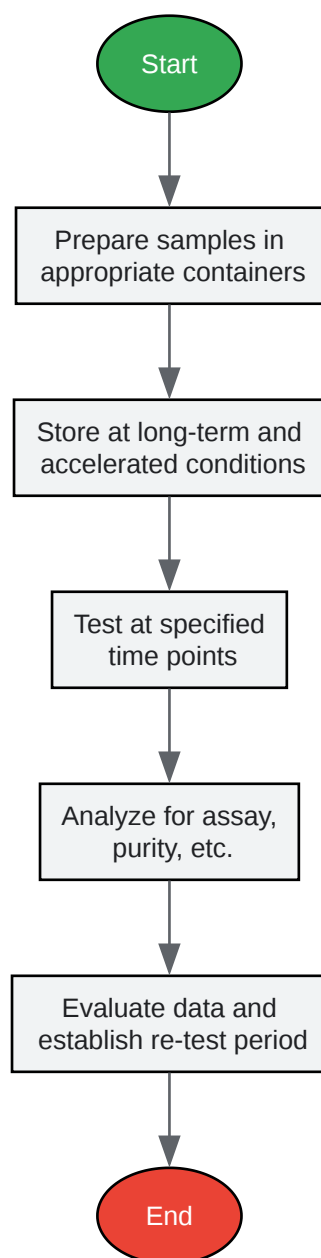 Start
Prepare samples in
appropriate containers
Store at long-term and
accelerated conditions
Test at specified
time points
Analyze for assay,
purity, etc.
Evaluate data and
establish re-test period
End